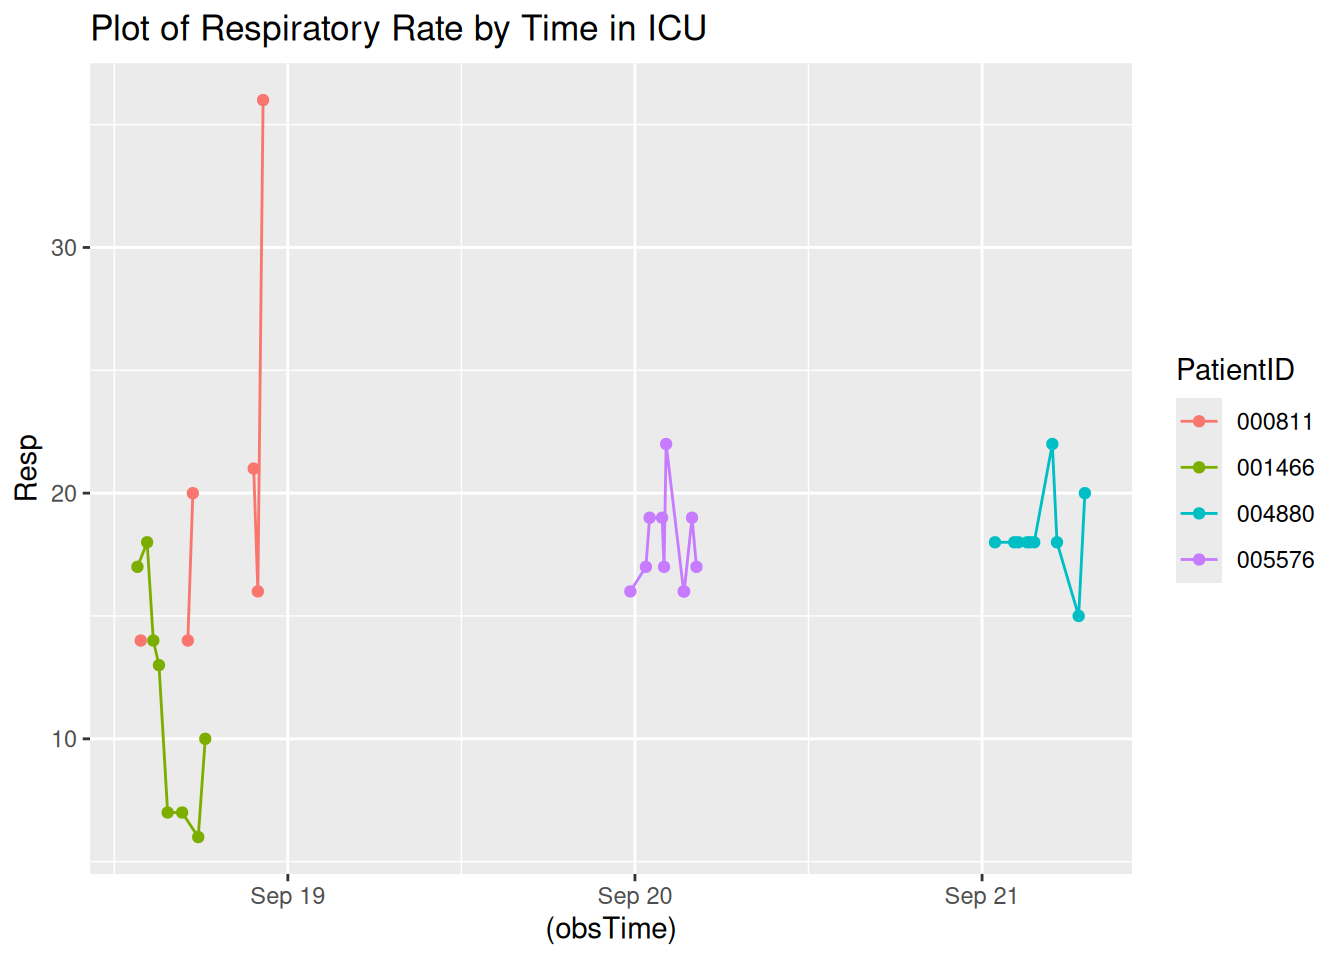 Plot of Respiratory Rate by Time in ICU
Resp
30
20
10
Sep 19
Sep 20
Sep 21
(obsTime)
PatientID
000811
001466
004880
005576